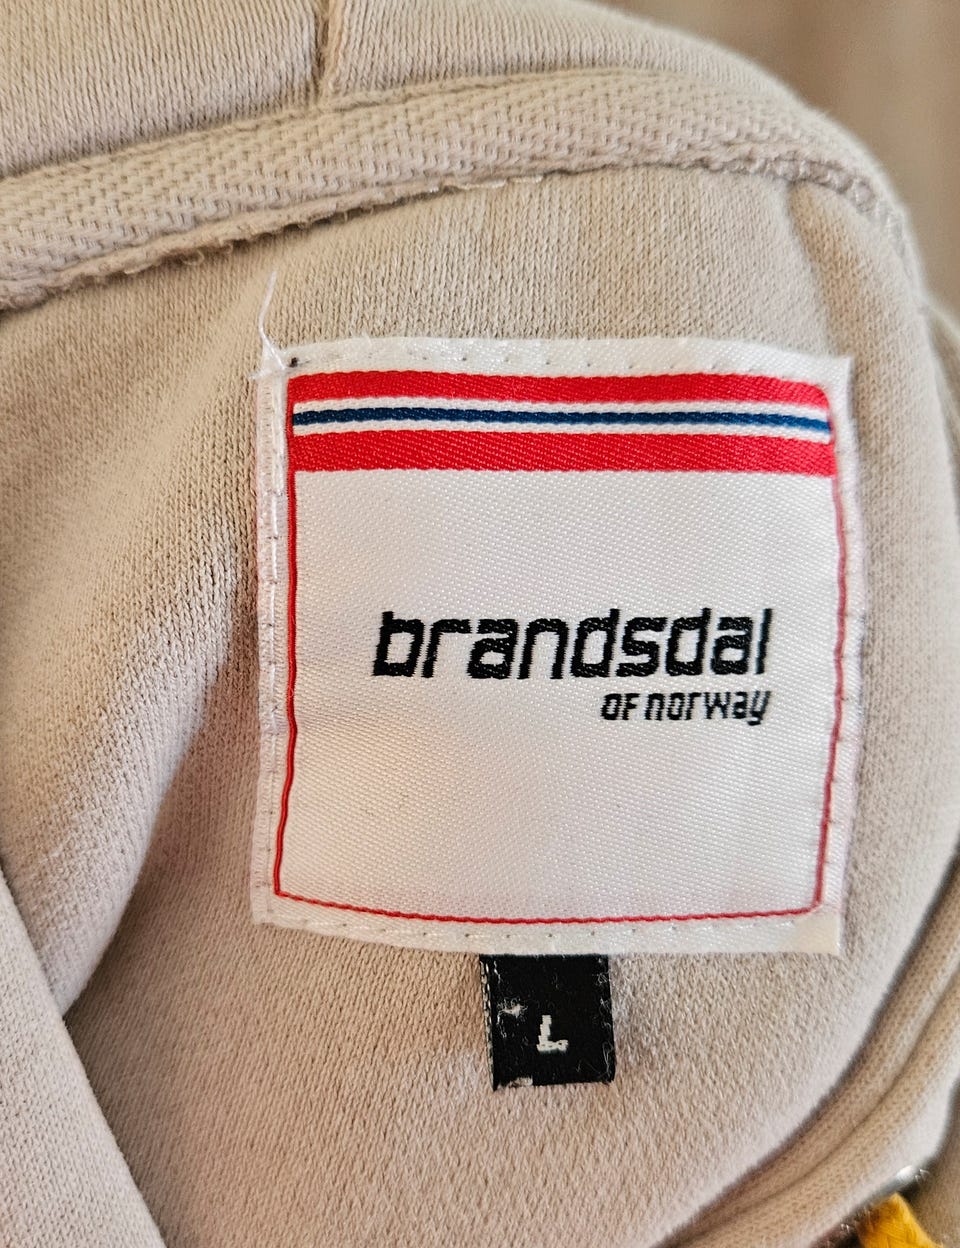 brandsdal
of norway
L